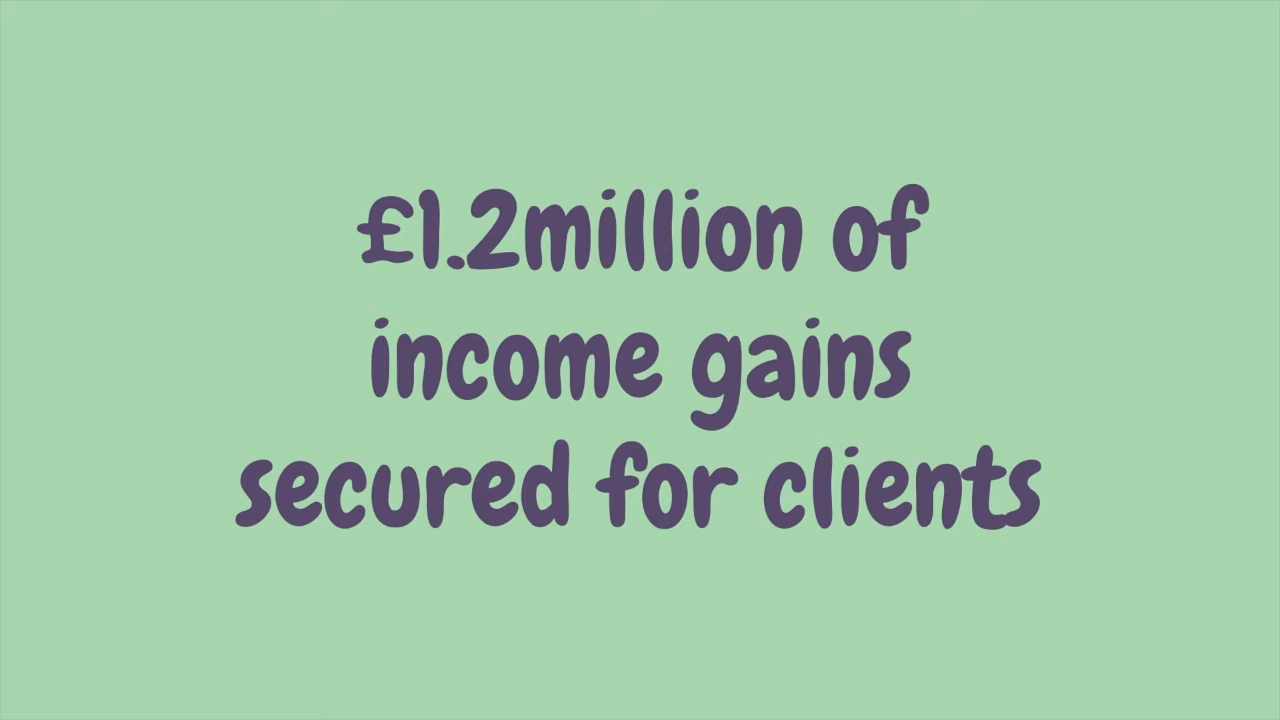 £1.2million of
income gains
secured for clients